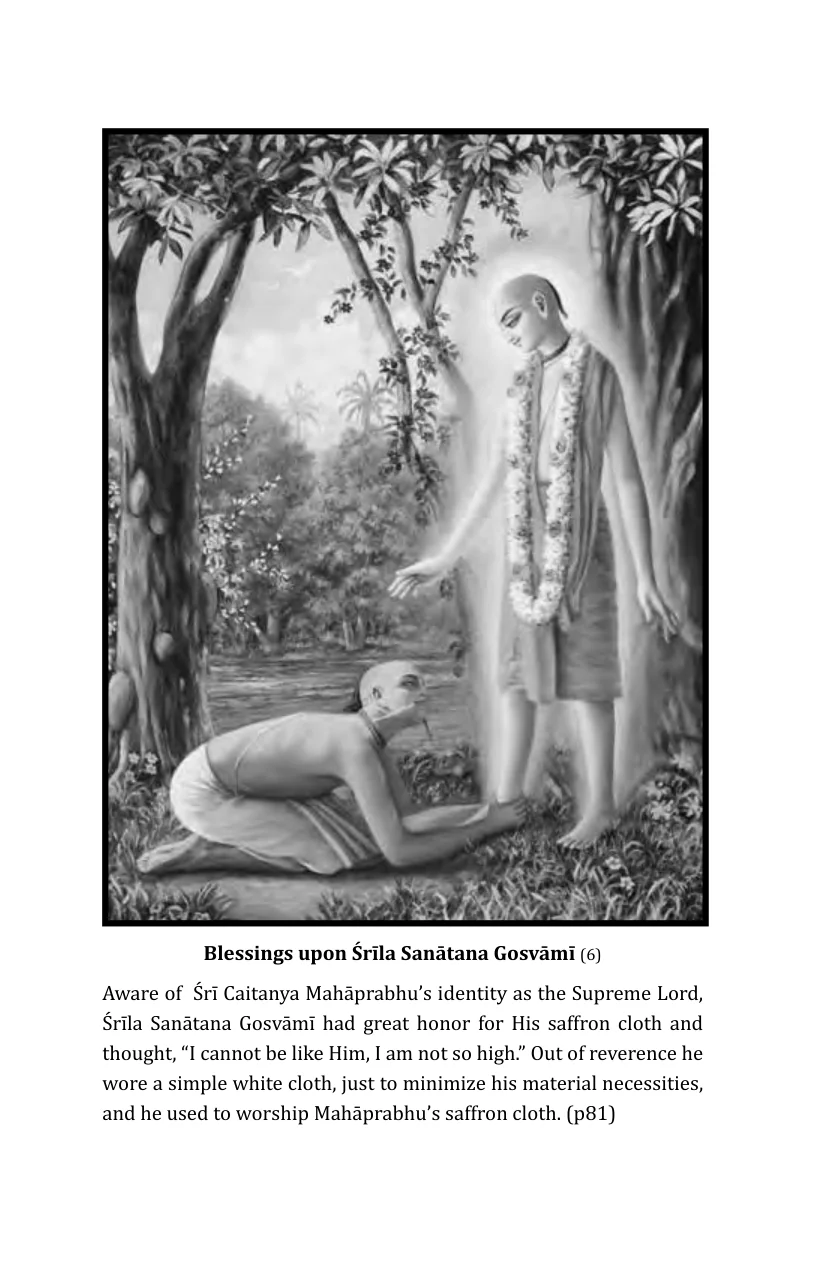 Blessings upon Śrīla Sanātana Gosvāmī (6)
Aware of Śrī Caitanya Mahāprabhu’s identity as the Supreme Lord,
Śrīla Sanātana Gosvāmī had great honor for His saffron cloth and
thought, “I cannot be like Him, I am not so high.” Out of reverence he
wore a simple white cloth, just to minimize his material necessities,
and he used to worship Mahāprabhu’s saffron cloth. (p81)